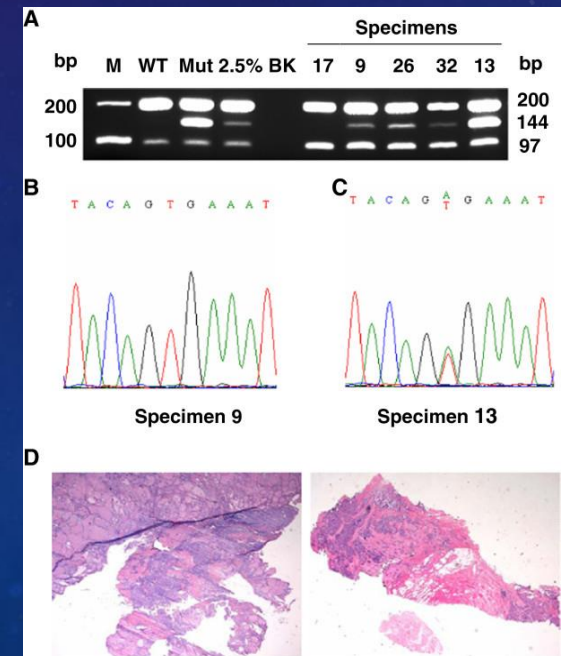 A
Specimens
bp M WT Mut 2.5% BK 17 9 26 32 13 bp
200 200
144
100 97
B C
T A C A G T G A A A T
T A C A G A G A A A T
T
Specimen 9 Specimen 13
D